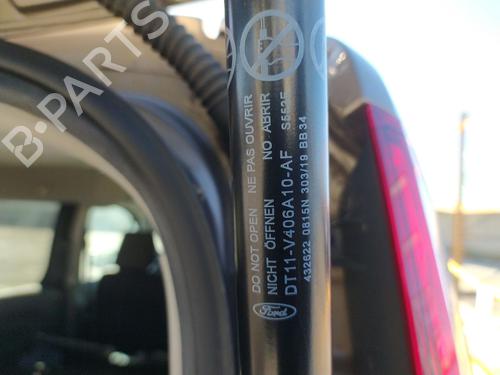 DO NOT OPEN NE PAS OUVRIR
NICHT ÖFFNEN NO ABRIR
DT11-V406A10-AF S552F
432622 0815N 303/19 BB34
Ford
B-PARTS